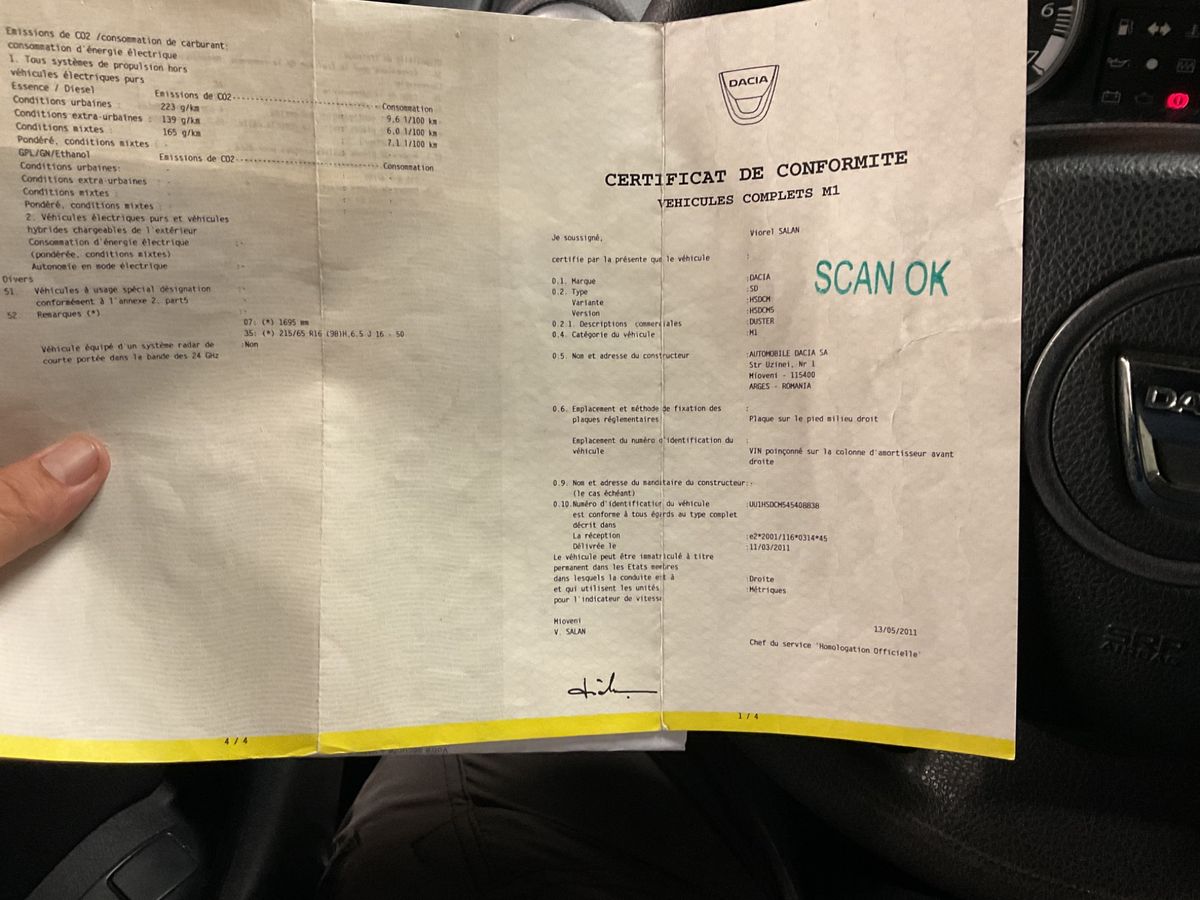 Emissions de CO2 /consommation de carburant:
consommation d'énergie électrique
1. Tous systèmes de propulsion hors
véhicules électriques purs
Essence / Diesel Emissions de CO2 Consommation
Conditions urbaines : 223 g/km 9,6 l/100 km
Conditions extra-urbaines : 139 g/km 6,0 l/100 km
Conditions mixtes : 165 g/km 7,1 l/100 km
Pondéré, conditions mixtes : -
GPL/GN/Ethanol Emissions de CO2 Consommation
Conditions urbaines: -
Conditions extra-urbaines : -
Conditions mixtes : -
Pondéré, conditions mixtes : -
2. Véhicules électriques purs et véhicules
hybrides chargeables de l'extérieur
Consommation d'énergie électrique :-
(pondérée, conditions mixtes)
Autonomie en mode électrique :-
Divers
51. Véhicules à usage spécial désignation :-
conformément à l'annexe 2, part5
52. Remarques (*) :-
07: (*) 1695 mm
35: (*) 215/65 R16 (98)H,6.5 J 16 - 50
Véhicule équipé d'un système radar de :Non
courte portée dans la bande des 24 GHz
4 / 4
DACIA
CERTIFICAT DE CONFORMITE
VEHICULES COMPLETS M1
Je soussigné, Viorel SALAN
certifie par la présente que le véhicule :
SCAN OK
0.1. Marque :DACIA
0.2. Type :SD
Variante :HSDCM
Version :HSDCM5
0.2.1. Descriptions commerciales :DUSTER
0.4. Catégorie du véhicule :M1
0.5. Nom et adresse du constructeur :AUTOMOBILE DACIA SA
Str Uzinei, Nr 1
Mioveni - 115400
ARGES - ROMANIA
0.6. Emplacement et méthode de fixation des :
plaques réglementaires Plaque sur le pied milieu droit
Emplacement du numéro d'identification du :
véhicule VIN poinçonné sur la colonne d'amortisseur avant
droite
0.9. Nom et adresse du mandataire du constructeur:-
(le cas échéant)
0.10.Numéro d'identification du véhicule :UU1HSDCM545408838
est conforme à tous égards au type complet
décrit dans
La réception :e2*2001/116*0314*45
Délivrée le :11/03/2011
Le véhicule peut être immatriculé à titre
permanent dans les Etats membres
dans lesquels la conduite est à :Droite
et qui utilisent les unités :Métriques
pour l'indicateur de vitesse
Mioveni 13/05/2011
V. SALAN Chef du service 'Homologation Officielle'
1 / 4
6
7
DA
SRS
AIRBAG